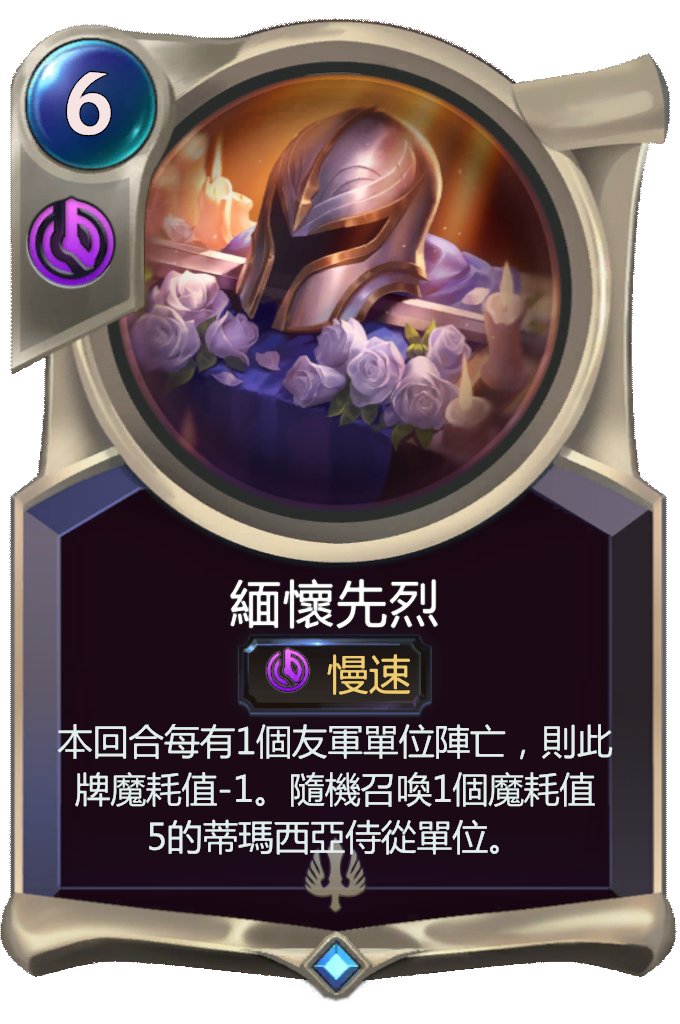 6
緬懷先烈
慢速
本回合每有1個友軍單位陣亡，則此
牌魔耗值-1。隨機召喚1個魔耗值
5的蒂瑪西亞侍從單位。